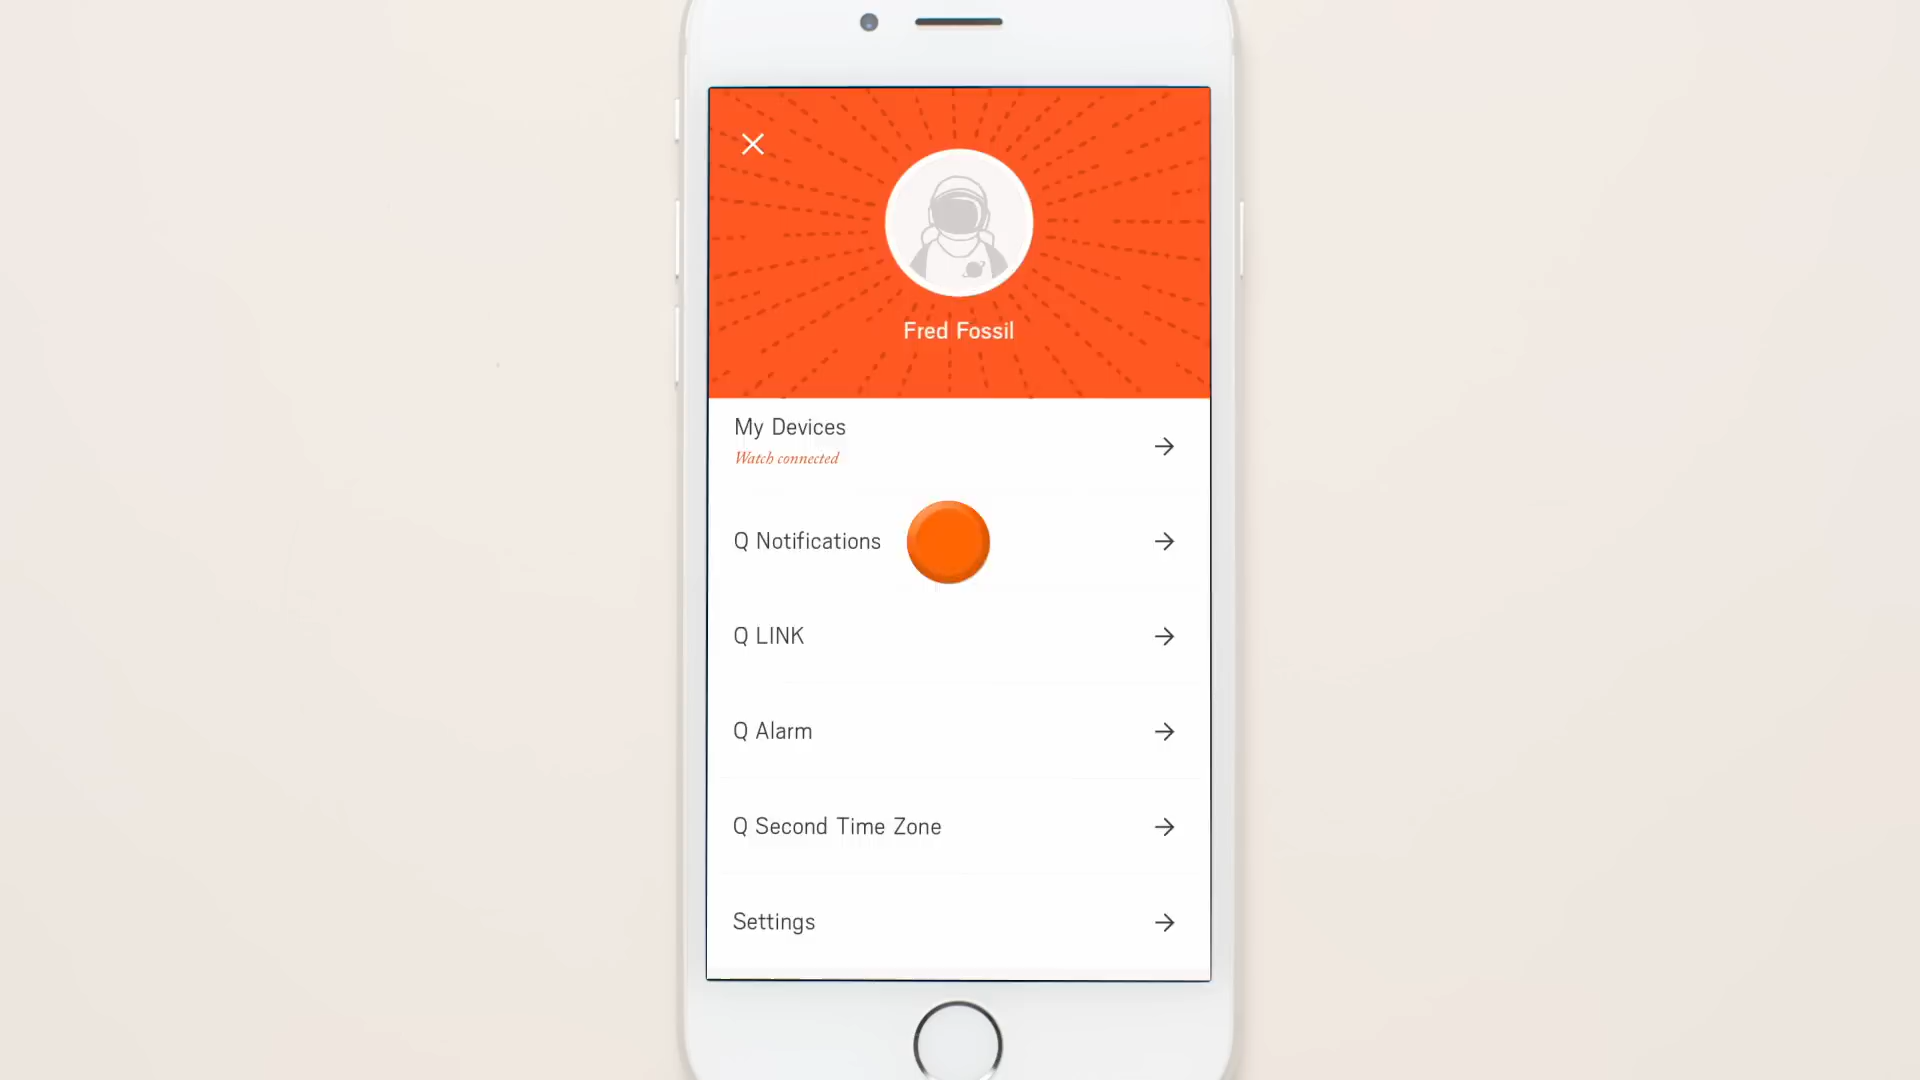 Fred Fossil
My Devices
Watch connected
Q Notifications
Q LINK
Q Alarm
Q Second Time Zone
Settings